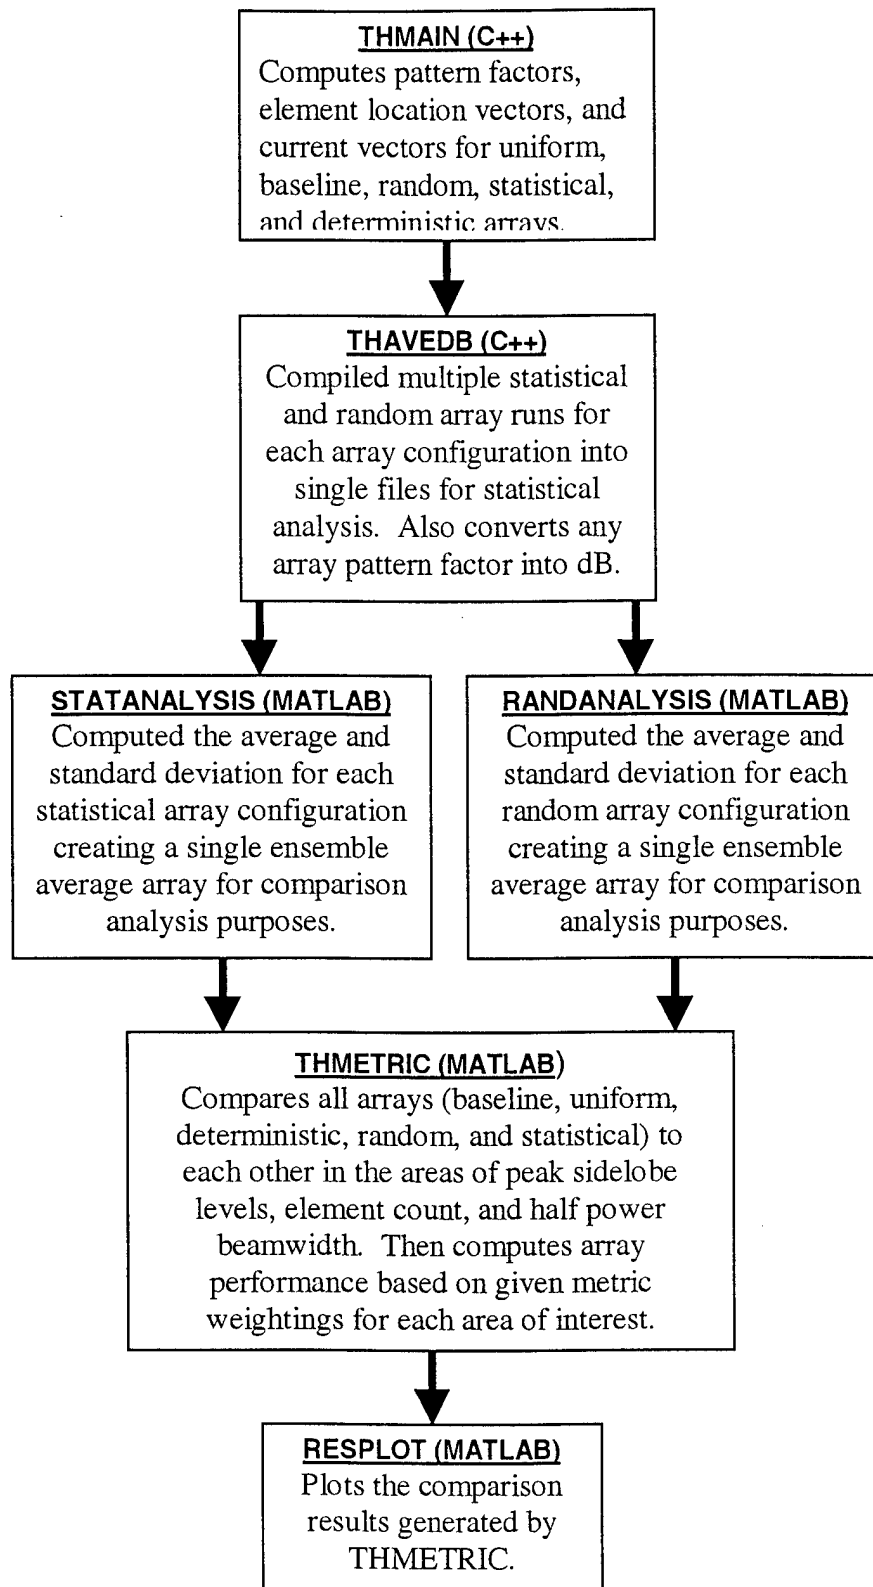 THMAIN (C++)
Computes pattern factors,
element location vectors, and
current vectors for uniform,
baseline, random, statistical,
and deterministic arrays.
THAVEDB (C++)
Compiled multiple statistical
and random array runs for
each array configuration into
single files for statistical
analysis. Also converts any
array pattern factor into dB.
STATANALYSIS (MATLAB)
Computed the average and
standard deviation for each
statistical array configuration
creating a single ensemble
average array for comparison
analysis purposes.
RANDANALYSIS (MATLAB)
Computed the average and
standard deviation for each
random array configuration
creating a single ensemble
average array for comparison
analysis purposes.
THMETRIC (MATLAB)
Compares all arrays (baseline, uniform,
deterministic, random, and statistical) to
each other in the areas of peak sidelobe
levels, element count, and half power
beamwidth. Then computes array
performance based on given metric
weightings for each area of interest.
RESPLOT (MATLAB)
Plots the comparison
results generated by
THMETRIC.